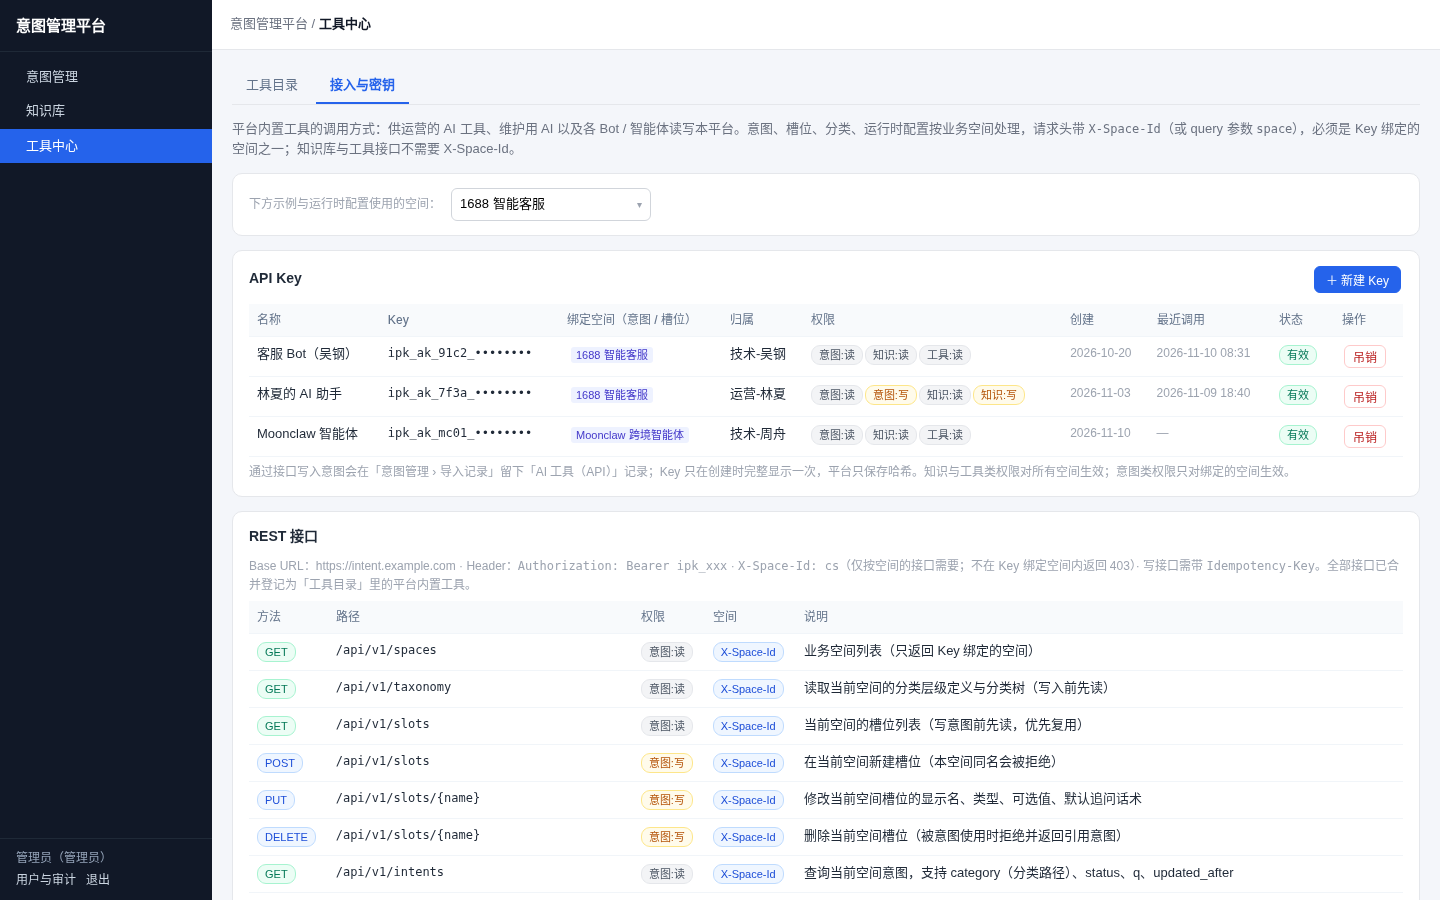 意图管理平台
意图管理
知识库
工具中心
管理员（管理员）
用户与审计 退出
意图管理平台 / 工具中心
工具目录 接入与密钥
平台内置工具的调用方式：供运营的 AI 工具、维护用 AI 以及各 Bot / 智能体读写本平台。意图、槽位、分类、运行时配置按业务空间处理，请求头带 X-Space-Id（或 query 参数 space），必须是 Key 绑定的
空间之一；知识库与工具接口不需要 X-Space-Id。
下方示例与运行时配置使用的空间： 1688 智能客服 ▾
API Key ＋ 新建 Key
名称 Key 绑定空间（意图 / 槽位） 归属 权限 创建 最近调用 状态 操作
客服 Bot（吴钢） ipk_ak_91c2_•••••••• 1688 智能客服 技术-吴钢 意图:读 知识:读 工具:读 2026-10-20 2026-11-10 08:31 有效 吊销
林夏的 AI 助手 ipk_ak_7f3a_•••••••• 1688 智能客服 运营-林夏 意图:读 意图:写 知识:读 知识:写 2026-11-03 2026-11-09 18:40 有效 吊销
Moonclaw 智能体 ipk_ak_mc01_•••••••• Moonclaw 跨境智能体 技术-周舟 意图:读 知识:读 工具:读 2026-11-10 — 有效 吊销
通过接口写入意图会在「意图管理 › 导入记录」留下「AI 工具（API）」记录；Key 只在创建时完整显示一次，平台只保存哈希。知识与工具类权限对所有空间生效；意图类权限只对绑定的空间生效。
REST 接口
Base URL：https://intent.example.com · Header：Authorization: Bearer ipk_xxx · X-Space-Id: cs（仅按空间的接口需要；不在 Key 绑定空间内返回 403）· 写接口需带 Idempotency-Key。全部接口已合
并登记为「工具目录」里的平台内置工具。
方法 路径 权限 空间 说明
GET /api/v1/spaces 意图:读 X-Space-Id 业务空间列表（只返回 Key 绑定的空间）
GET /api/v1/taxonomy 意图:读 X-Space-Id 读取当前空间的分类层级定义与分类树（写入前先读）
GET /api/v1/slots 意图:读 X-Space-Id 当前空间的槽位列表（写意图前先读，优先复用）
POST /api/v1/slots 意图:写 X-Space-Id 在当前空间新建槽位（本空间同名会被拒绝）
PUT /api/v1/slots/{name} 意图:写 X-Space-Id 修改当前空间槽位的显示名、类型、可选值、默认追问话术
DELETE /api/v1/slots/{name} 意图:写 X-Space-Id 删除当前空间槽位（被意图使用时拒绝并返回引用意图）
GET /api/v1/intents 意图:读 X-Space-Id 查询当前空间意图，支持 category（分类路径）、status、q、updated_after